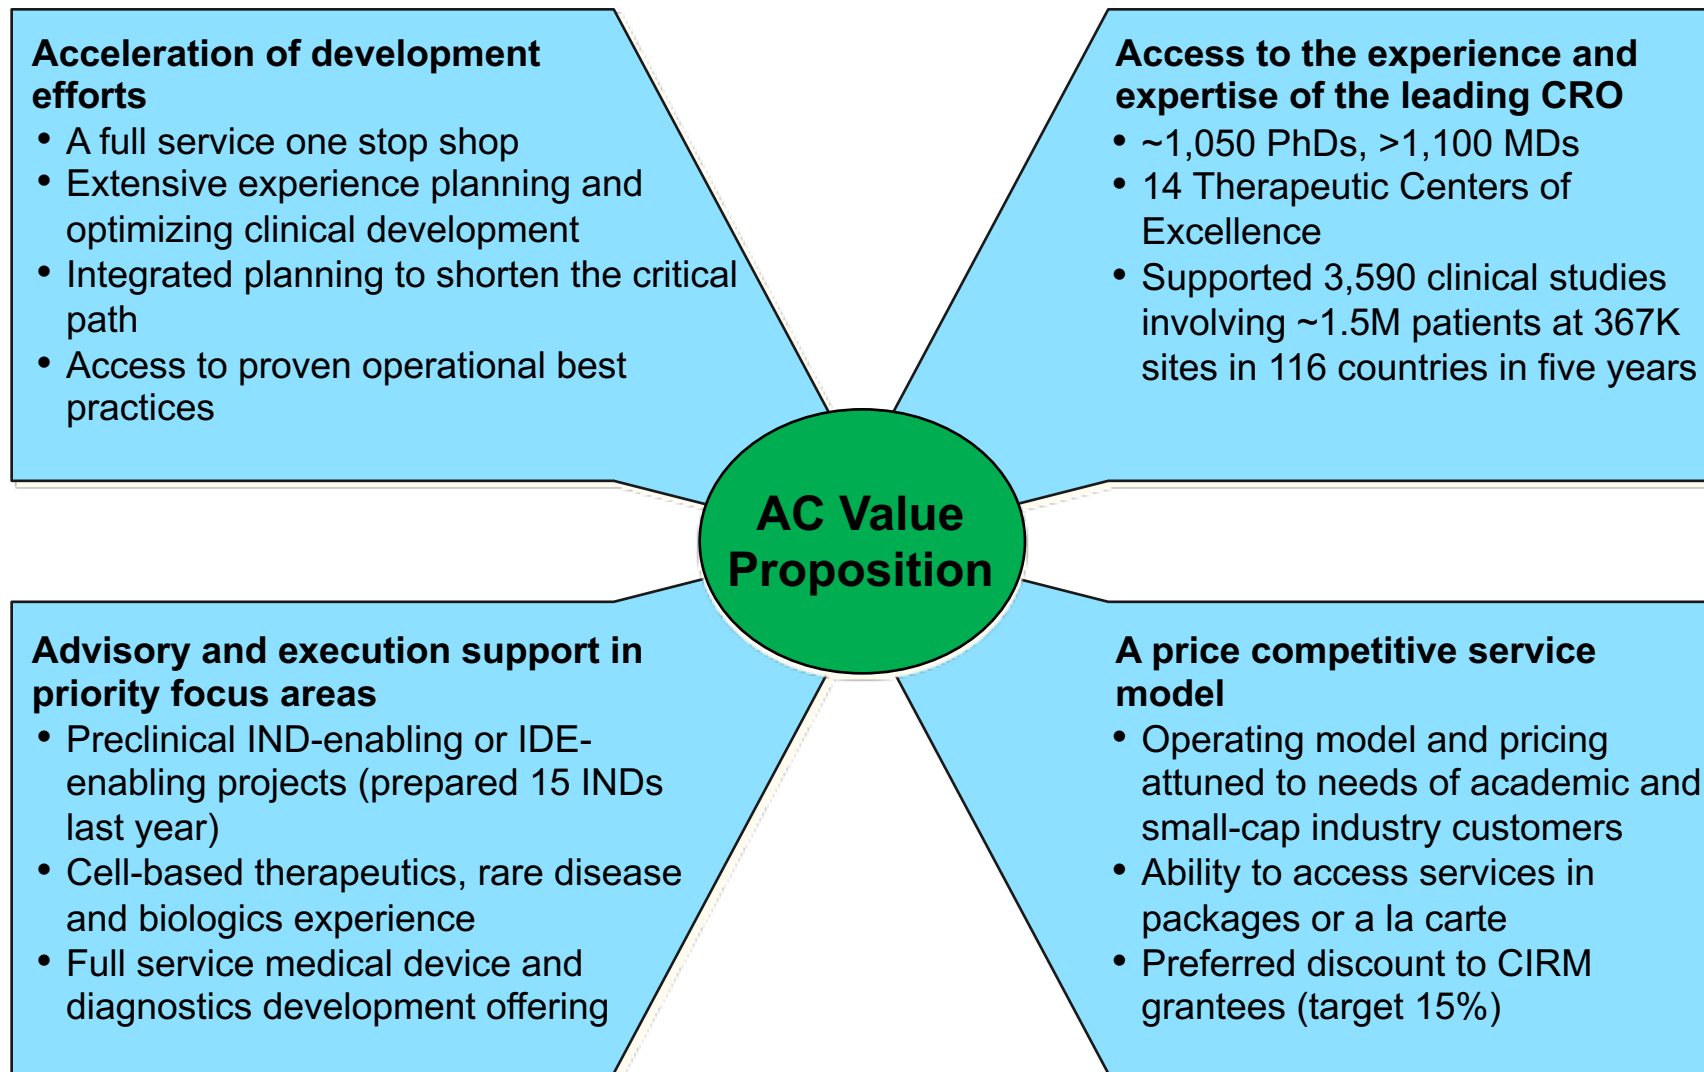 Acceleration of development
efforts
• A full service one stop shop
• Extensive experience planning and
optimizing clinical development
• Integrated planning to shorten the critical
path
• Access to proven operational best
practices
Access to the experience and
expertise of the leading CRO
• ~1,050 PhDs, >1,100 MDs
• 14 Therapeutic Centers of
Excellence
• Supported 3,590 clinical studies
involving ~1.5M patients at 367K
sites in 116 countries in five years
AC Value
Proposition
Advisory and execution support in
priority focus areas
• Preclinical IND-enabling or IDE-
enabling projects (prepared 15 INDs
last year)
• Cell-based therapeutics, rare disease
and biologics experience
• Full service medical device and
diagnostics development offering
A price competitive service
model
• Operating model and pricing
attuned to needs of academic and
small-cap industry customers
• Ability to access services in
packages or a la carte
• Preferred discount to CIRM
grantees (target 15%)